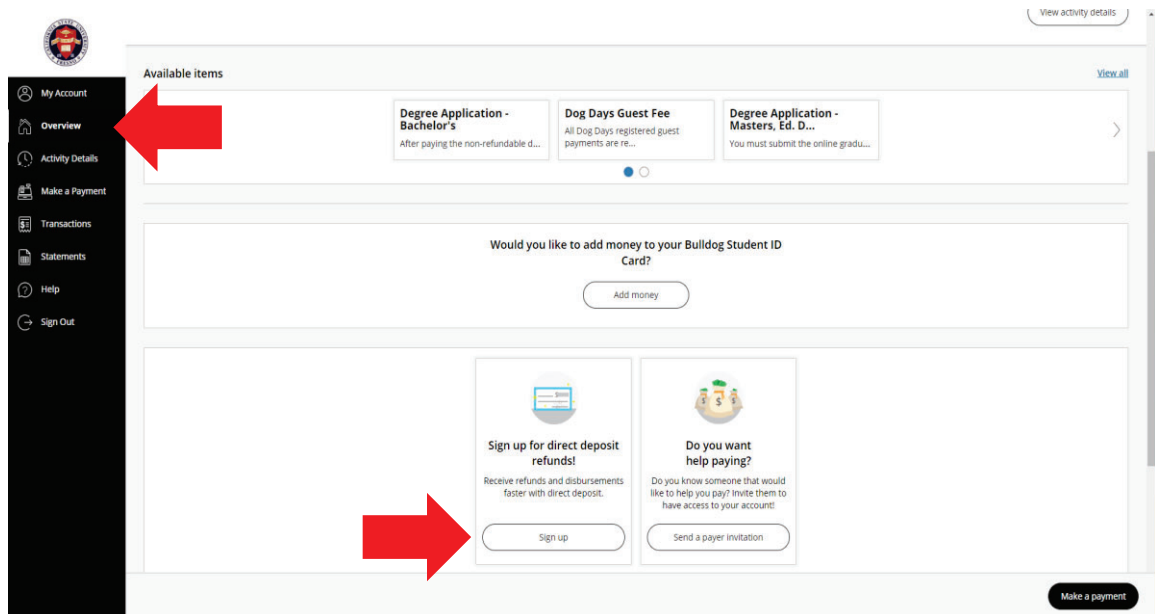 View activity details
CALIFORNIA STATE UNIVERSITY
FRESNO
My Account
Overview
Activity Details
Make a Payment
Transactions
Statements
Help
Sign Out
Available items
View all
Degree Application -
Bachelor's
After paying the non-refundable d...
Dog Days Guest Fee
All Dog Days registered guest
payments are re...
Degree Application -
Masters, Ed. D...
You must submit the online gradu...
Would you like to add money to your Bulldog Student ID
Card?
Add money
Sign up for direct deposit
refunds!
Receive refunds and disbursements
faster with direct deposit.
Sign up
Do you want
help paying?
Do you know someone that would
like to help you pay? Invite them to
have access to your account!
Send a payer invitation
Make a payment